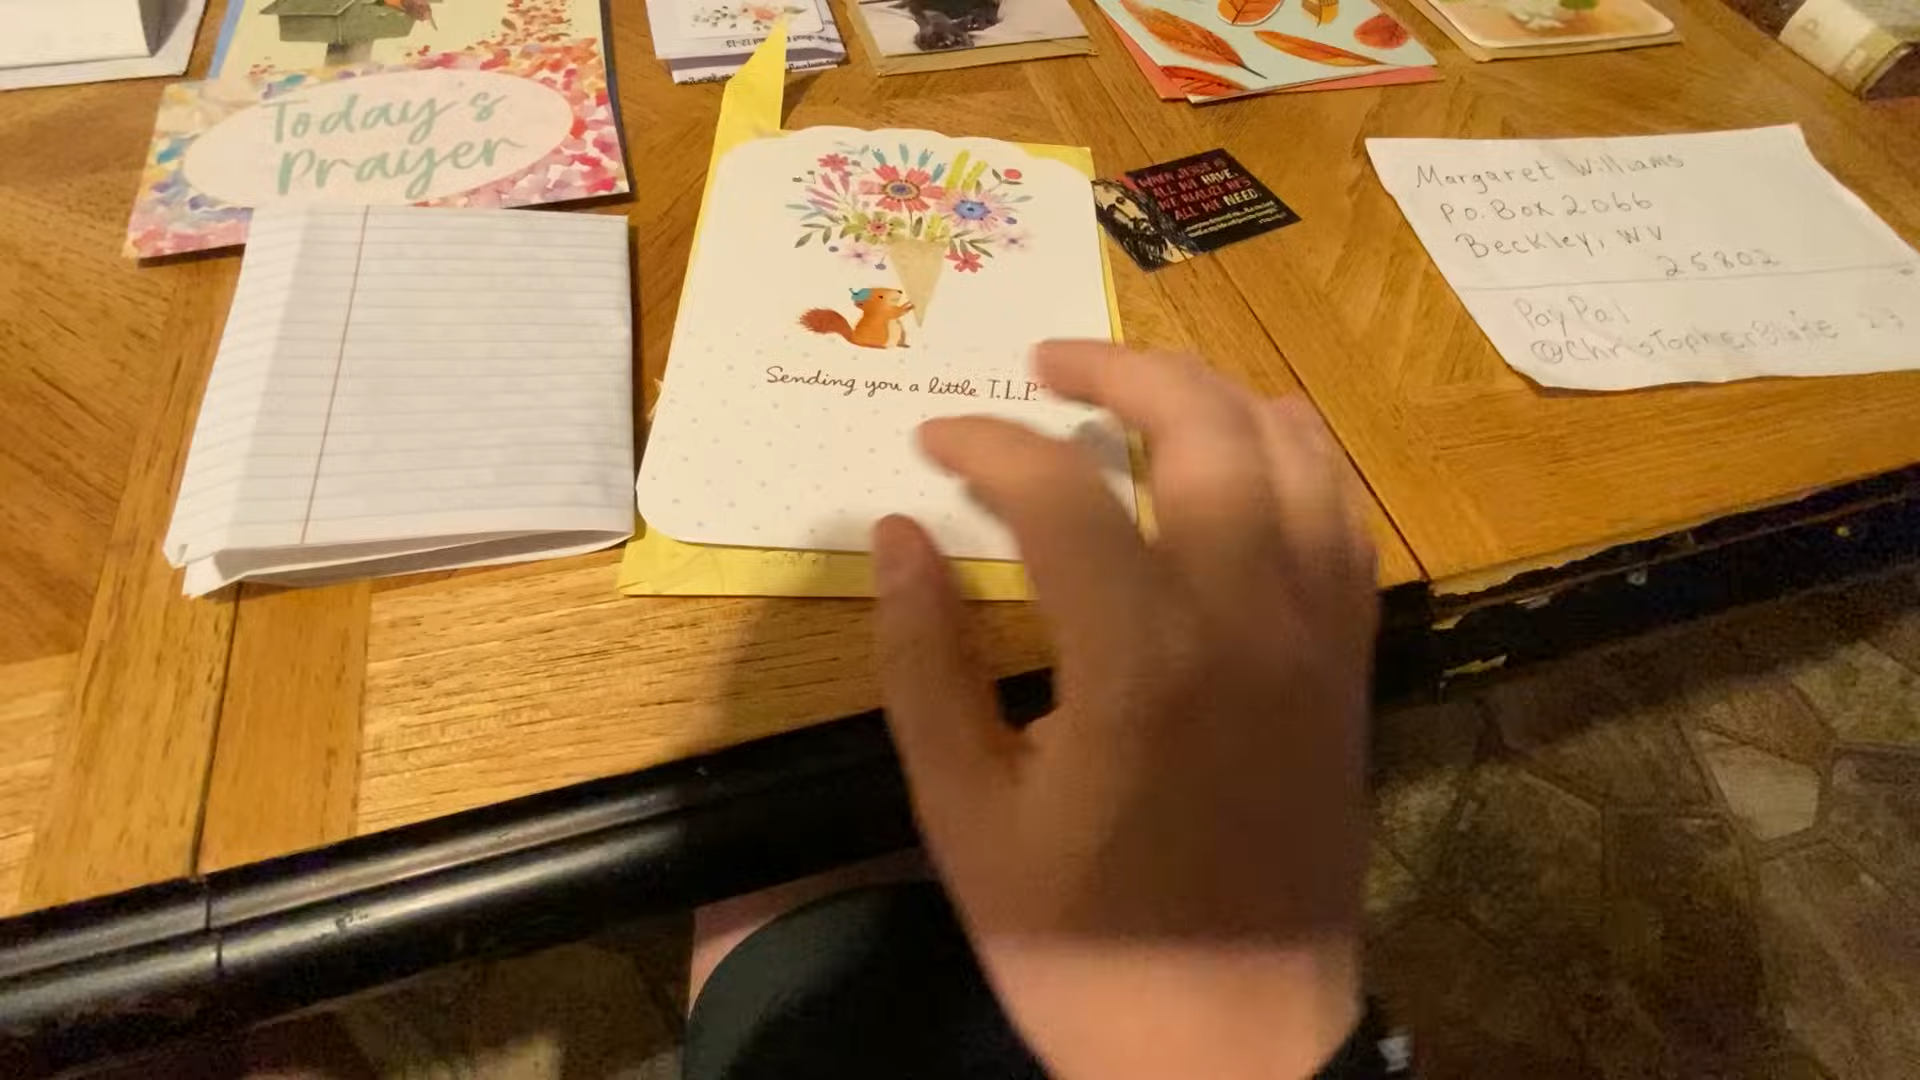 Today's
Prayer
Sending you a little T.L.P.
WHEN JESUS IS
ALL WE HAVE,
WE REALIZE HE'S
ALL WE NEED.
Margaret Williams
P.O. Box 2066
Beckley, WV
25802
PayPal
@ChrisTopherBlake